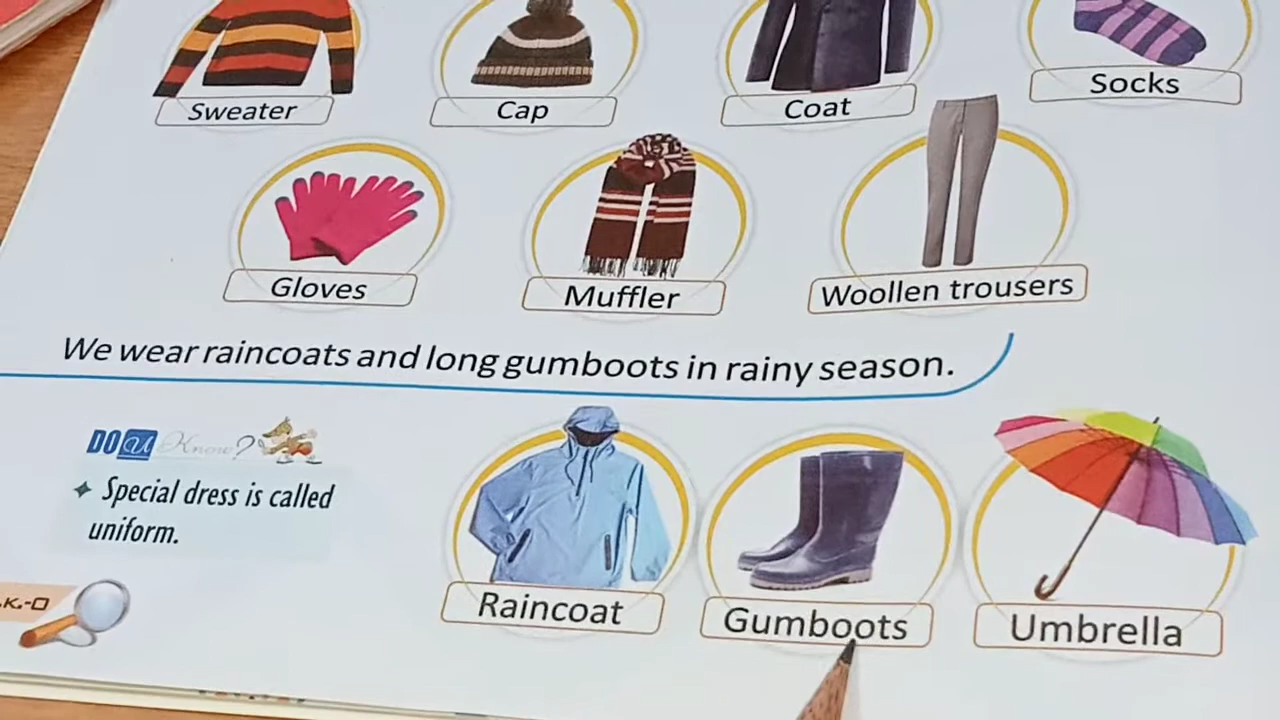 Sweater
Cap
Coat
Socks
Gloves
Muffler
Woollen trousers
We wear raincoats and long gumboots in rainy season.
DO U Know?
Special dress is called
uniform.
.K.-0
Raincoat
Gumboots
Umbrella